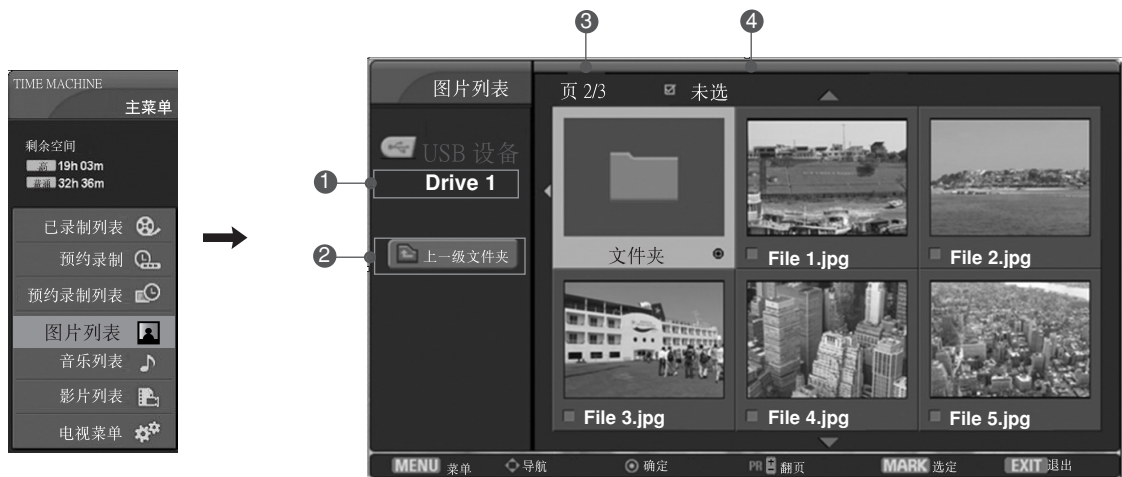 TIME MACHINE
主菜单
剩余空间
高 19h 03m
普通 32h 36m
已录制列表
预约录制
预约录制列表
图片列表
音乐列表
影片列表
电视菜单
3 4
图片列表
页 2/3 未选
USB 设备
1 Drive 1
2 上一级文件夹
文件夹 File 1.jpg File 2.jpg
File 3.jpg File 4.jpg File 5.jpg
MENU 菜单 导航 确定 PR 翻页 MARK 选定 EXIT 退出